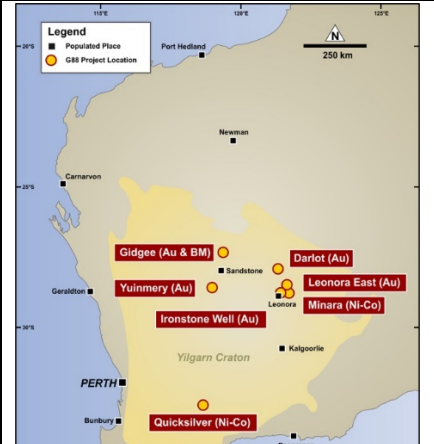 115°E
120°E
125°E
Legend
Populated Place
G88 Project Location
Port Hedland
N
250 km
20°S
Newman
Carnarvon
25°S
Gidgee (Au & BM)
Sandstone
Darlot (Au)
Leonora East (Au)
Yuinmery (Au)
Geraldton
Leonora
Minara (Ni-Co)
Ironstone Well (Au)
30°S
Kalgoorlie
Yilgarn Craton
PERTH
Bunbury
Quicksilver (Ni-Co)